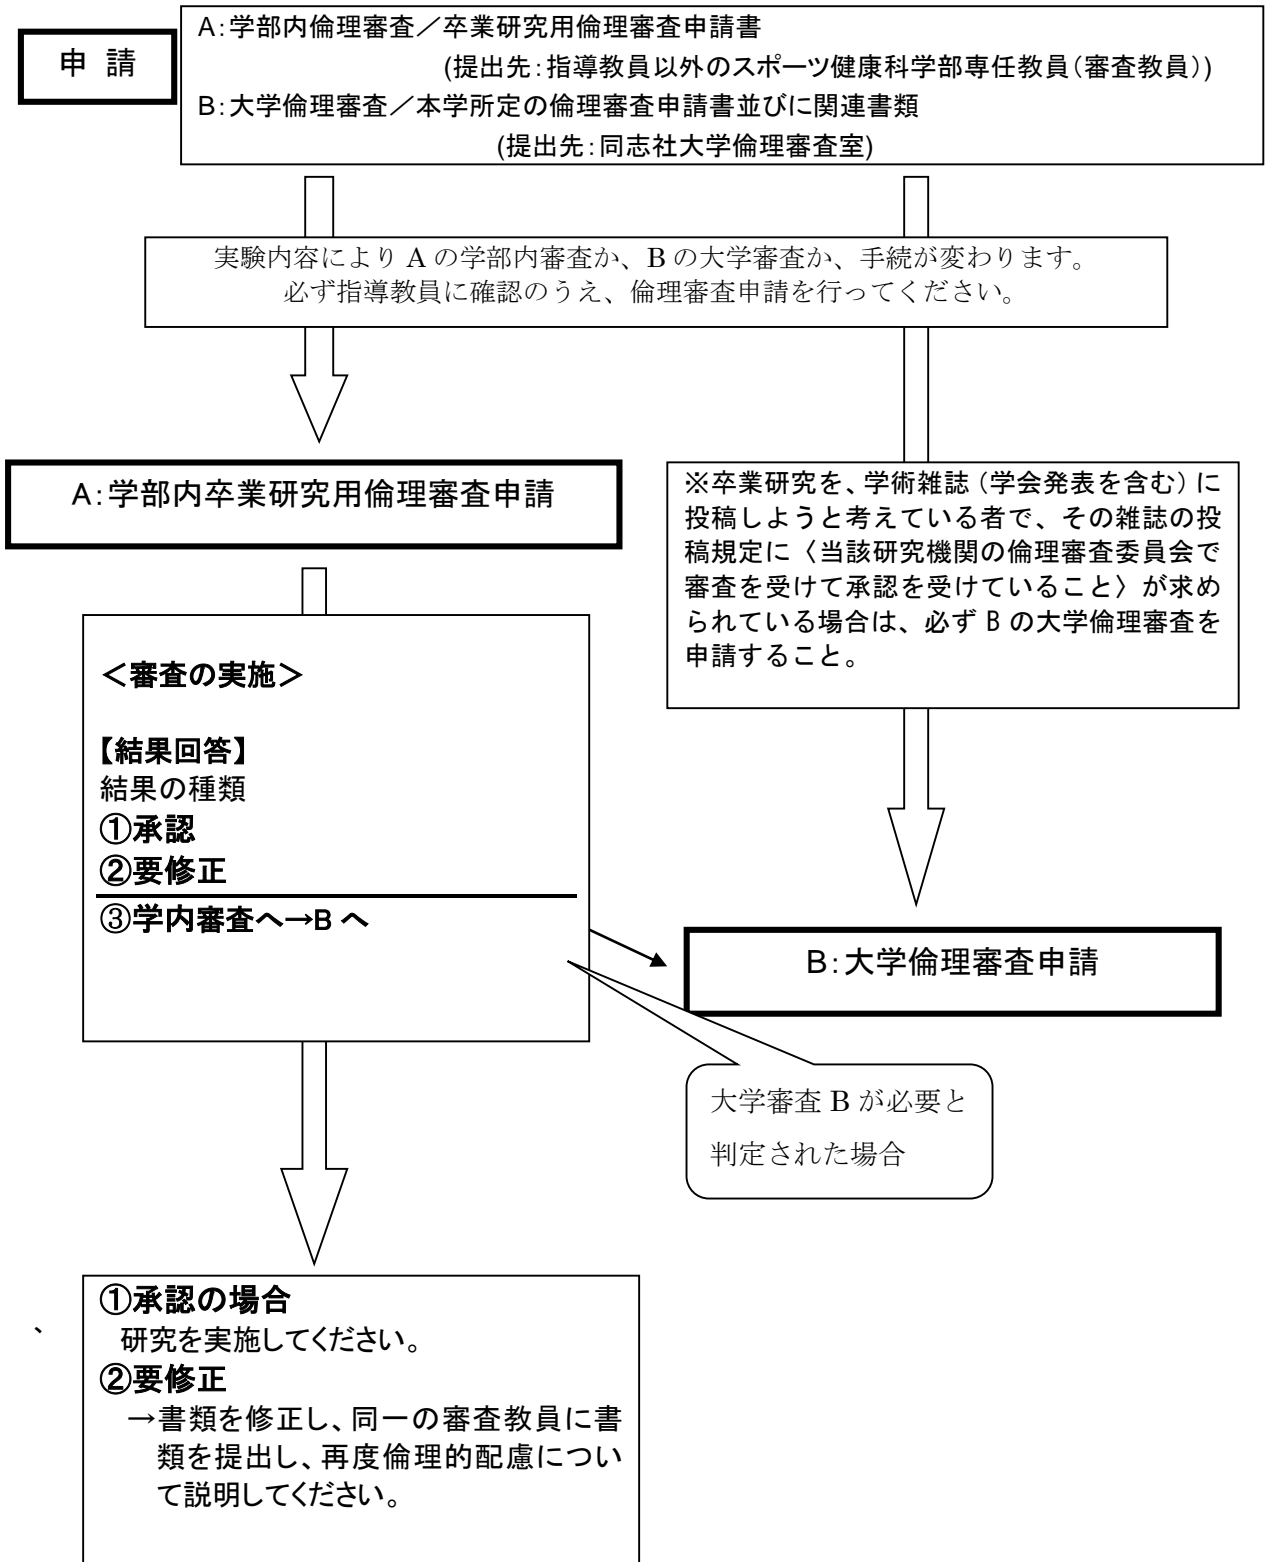 申 請
A:学部内倫理審査／卒業研究用倫理審査申請書
(提出先:指導教員以外のスポーツ健康科学部専任教員(審査教員))
B:大学倫理審査／本学所定の倫理審査申請書並びに関連書類
(提出先:同志社大学倫理審査室)
実験内容により A の学部内審査か、B の大学審査か、手続が変わります。
必ず指導教員に確認のうえ、倫理審査申請を行ってください。
A:学部内卒業研究用倫理審査申請
※卒業研究を、学術雑誌(学会発表を含む)に
投稿しようと考えている者で、その雑誌の投
稿規定に〈当該研究機関の倫理審査委員会で
審査を受けて承認を受けていること〉が求め
られている場合は、必ず B の大学倫理審査を
申請すること。
＜審査の実施＞
【結果回答】
結果の種類
①承認
②要修正
③学内審査へ→B へ
B:大学倫理審査申請
大学審査 B が必要と
判定された場合
①承認の場合
、
研究を実施してください。
②要修正
→書類を修正し、同一の審査教員に書
類を提出し、再度倫理的配慮につい
て説明してください。